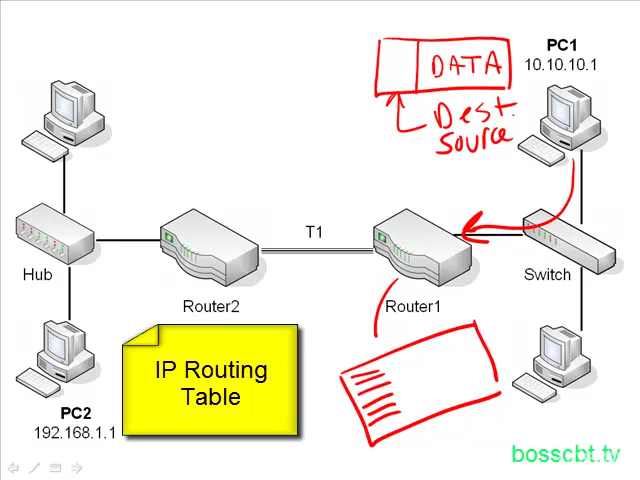 PC1
10.10.10.1
DATA
Dest.
Source
T1
Hub
Router2
Router1
Switch
IP Routing
Table
PC2
192.168.1.1
bosscbt.tv